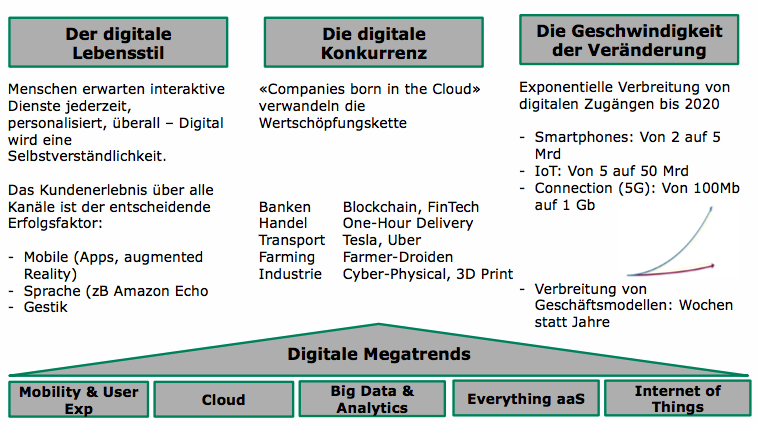 Der digitale
Lebensstil
Menschen erwarten interaktive
Dienste jederzeit,
personalisiert, überall – Digital
wird eine
Selbstverständlichkeit.
Das Kundenerlebnis über alle
Kanäle ist der entscheidende
Erfolgsfaktor:
- Mobile (Apps, augmented
Reality)
- Sprache (zB Amazon Echo
- Gestik
Die digitale
Konkurrenz
«Companies born in the Cloud»
verwandeln die
Wertschöpfungskette
Banken Blockchain, FinTech
Handel One-Hour Delivery
Transport Tesla, Uber
Farming Farmer-Droiden
Industrie Cyber-Physical, 3D Print
Die Geschwindigkeit
der Veränderung
Exponentielle Verbreitung von
digitalen Zugängen bis 2020
- Smartphones: Von 2 auf 5
Mrd
- IoT: Von 5 auf 50 Mrd
- Connection (5G): Von 100Mb
auf 1 Gb
- Verbreitung von
Geschäftsmodellen: Wochen
statt Jahre
Digitale Megatrends
Mobility & User
Exp
Cloud
Big Data &
Analytics
Everything aaS
Internet of
Things